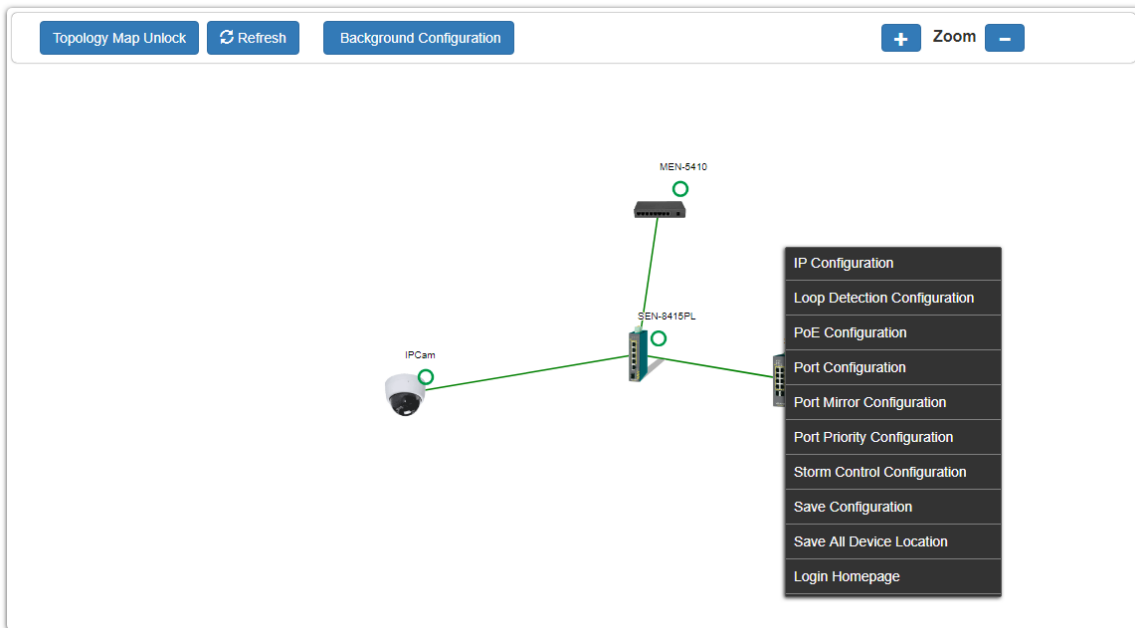 Topology Map Unlock
Refresh
Background Configuration
Zoom
MEN-5410
SEN-8415PL
IPCam
IP Configuration
Loop Detection Configuration
PoE Configuration
Port Configuration
Port Mirror Configuration
Port Priority Configuration
Storm Control Configuration
Save Configuration
Save All Device Location
Login Homepage